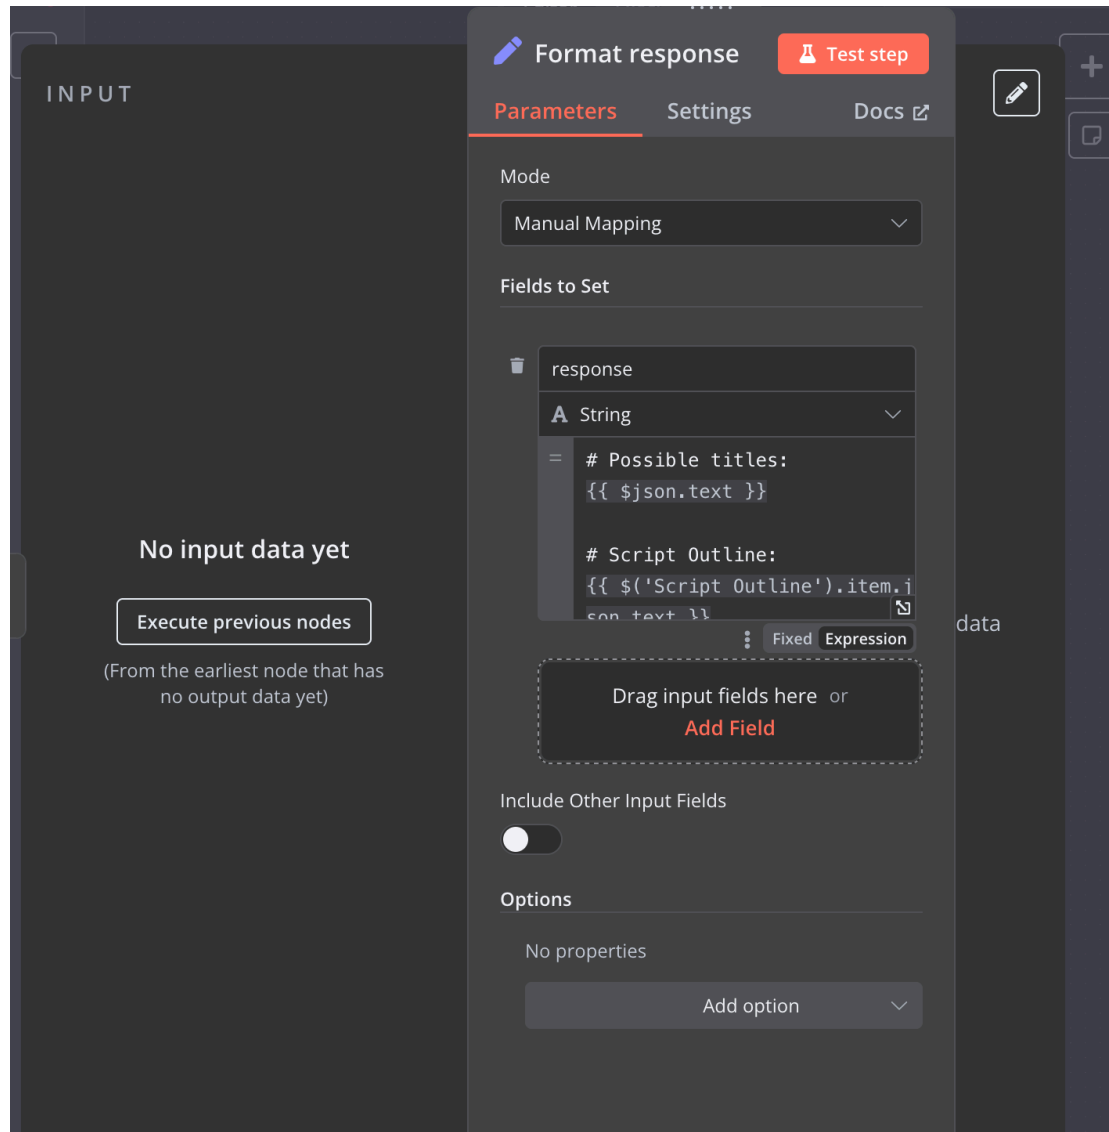 INPUT
No input data yet
Execute previous nodes
(From the earliest node that has
no output data yet)
Format response
Test step
Parameters
Settings
Docs
Mode
Manual Mapping
Fields to Set
response
A String
= # Possible titles:
{{ $json.text }}
# Script Outline:
{{ $('Script Outline').item.j
son.text }}
Fixed
Expression
Drag input fields here or
Add Field
Include Other Input Fields
Options
No properties
Add option
data